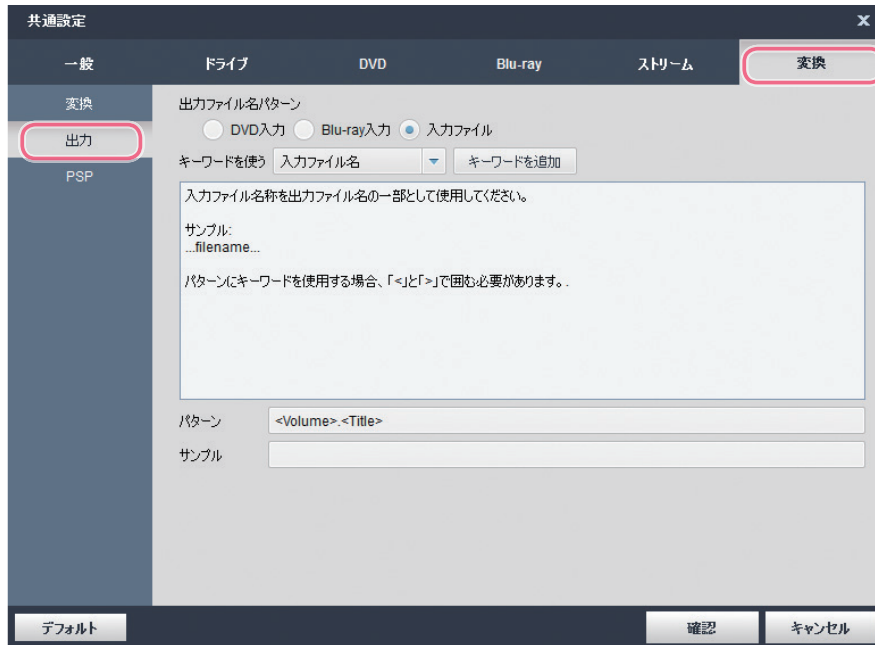 共通設定
x
一般 ドライブ DVD Blu-ray ストリーム 変換
変換
出力
PSP
出力ファイル名パターン
DVD入力 Blu-ray入力 入力ファイル
キーワードを使う 入力ファイル名 キーワードを追加
入力ファイル名称を出力ファイル名の一部として使用してください。
サンプル:
...filename...
パターンにキーワードを使用する場合、「<」と「>」で囲む必要があります。.
パターン <Volume>.<Title>
サンプル
デフォルト 確認 キャンセル